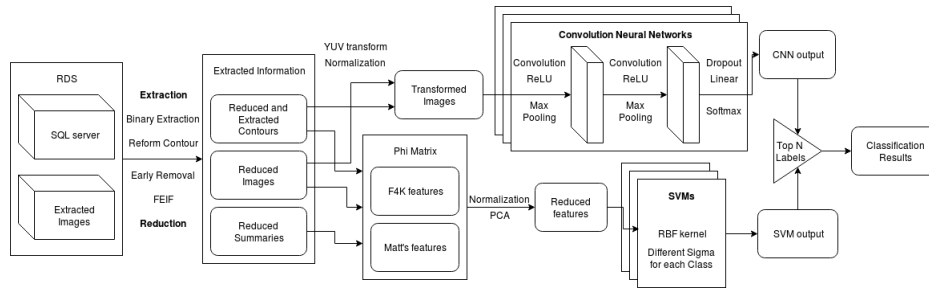 RDS
SQL server
Extracted
Images
Extraction
Binary Extraction
Reform Contour
Early Removal
FEIF
Reduction
Extracted Information
Reduced and
Extracted
Contours
Reduced
Images
Reduced
Summaries
YUV transform
Normalization
Transformed
Images
Phi Matrix
F4K features
Matt's features
Normalization
PCA
Reduced
features
Convolution Neural Networks
Convolution
ReLU
Max
Pooling
Convolution
ReLU
Max
Pooling
Dropout
Linear
Softmax
SVMs
RBF kernel
Different Sigma
for each Class
CNN output
Top N
Labels
SVM output
Classification
Results